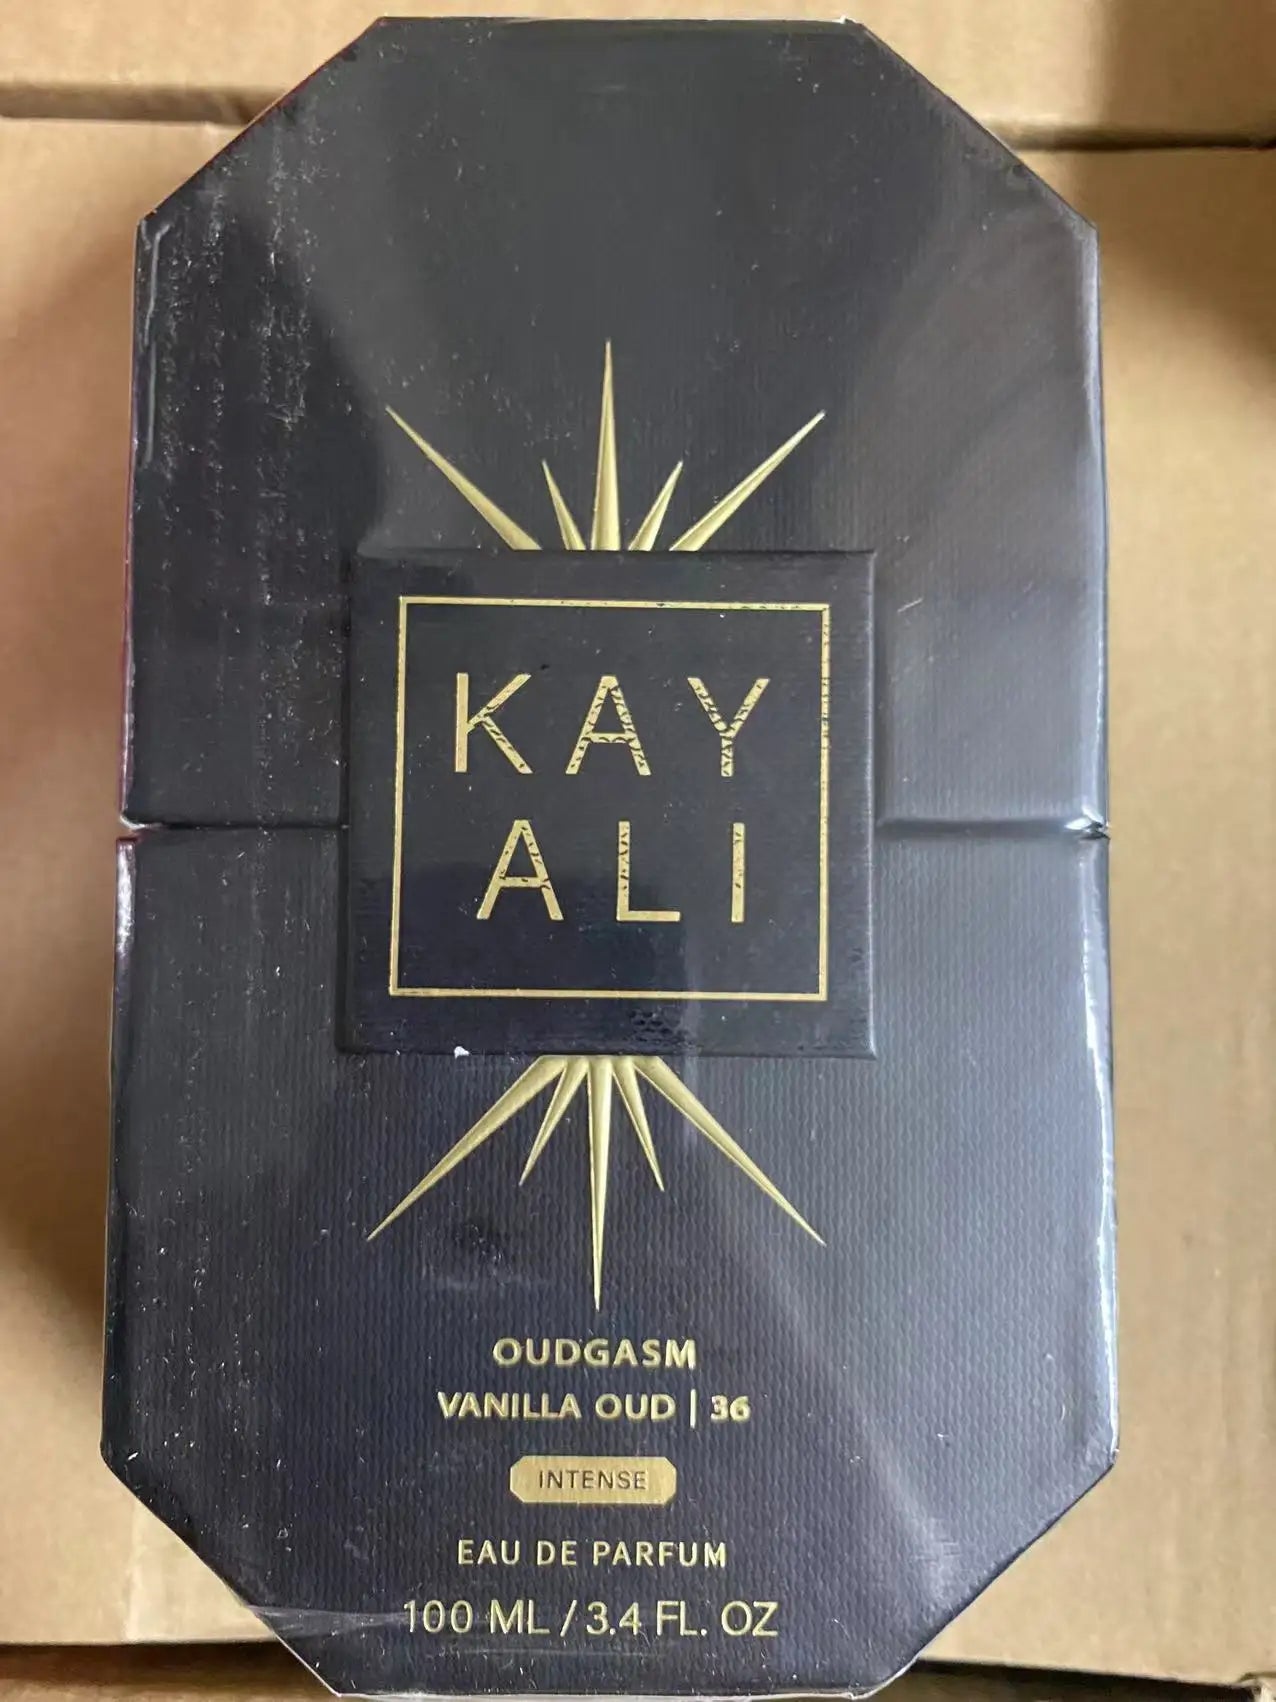 KAY
ALI
OUDGASM
VANILLA OUD | 36
INTENSE
EAU DE PARFUM
100 ML / 3.4 FL. OZ